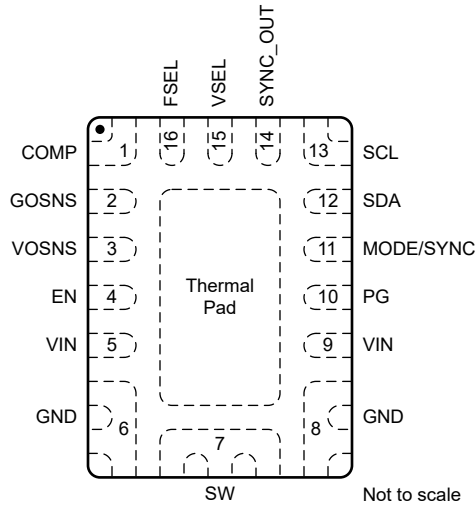 FSEL
VSEL
SYNC_OUT
COMP 1 16 15 14 13 SCL
GOSNS 2 12 SDA
VOSNS 3 11 MODE/SYNC
Thermal
Pad
EN 4 10 PG
VIN 5 9 VIN
GND 6 7 8 GND
SW
Not to scale